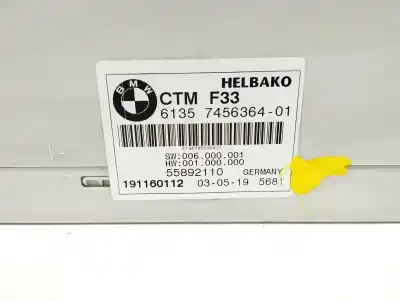 BMW
HELBAKO
CTM F33
6135 7456364-01
SW:006.000.001
HW:001.000.000
55892110 GERMANY
191160112 03-05-19 5681